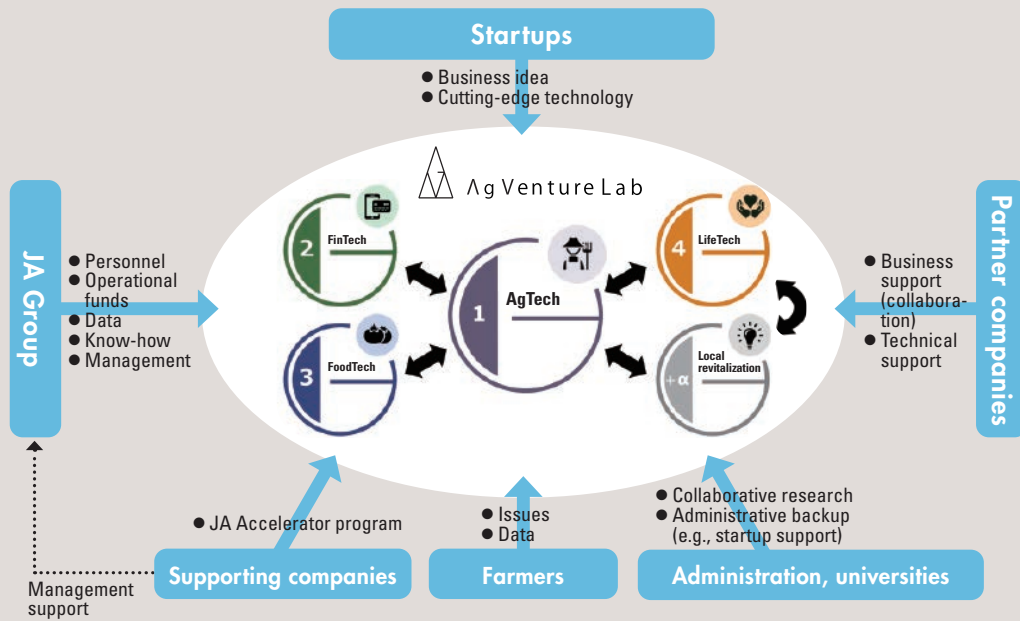 Startups
● Business idea
● Cutting-edge technology
Ag Venture Lab
JA Group
● Personnel
● Operational
funds
● Data
● Know-how
● Management
2
FinTech
3
FoodTech
1
AgTech
4
LifeTech
+α
Local
revitalization
Partner companies
● Business
support
(collabora-
tion)
● Technical
support
● JA Accelerator program
● Issues
● Data
● Collaborative research
● Administrative backup
(e.g., startup support)
Supporting companies
Farmers
Administration, universities
Management
support